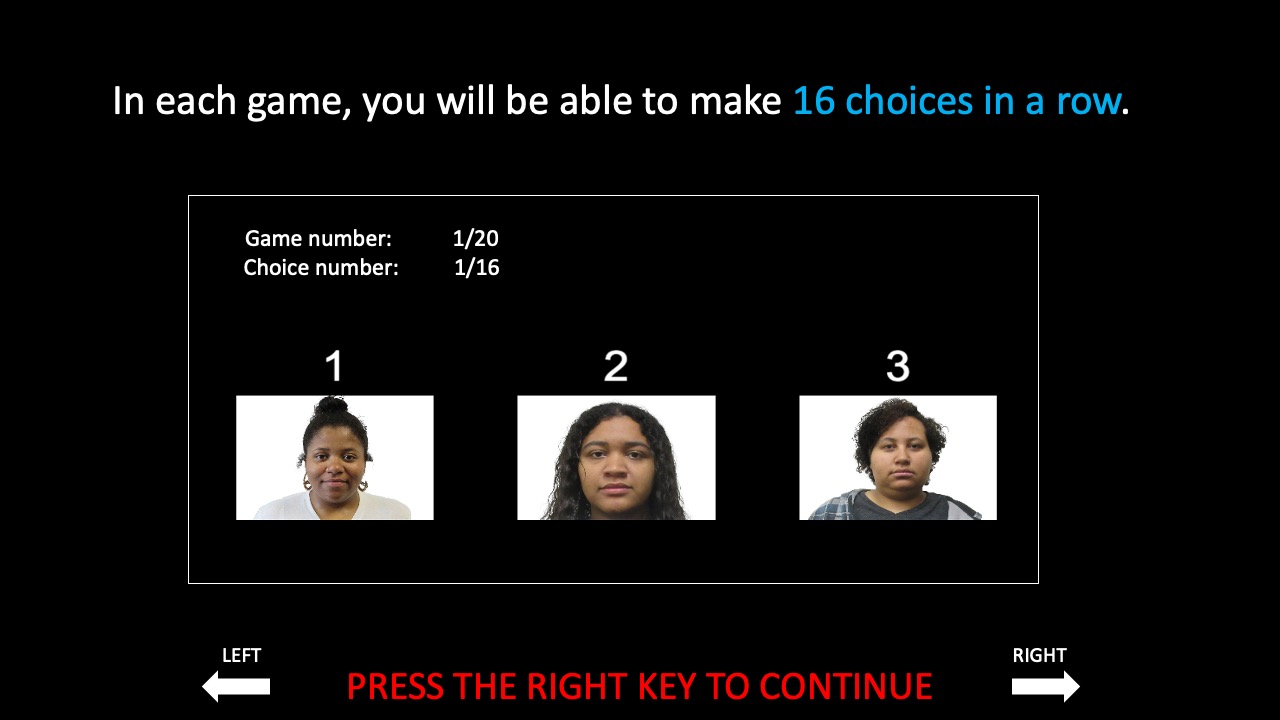 In each game, you will be able to make 16 choices in a row.
Game number: 1/20
Choice number: 1/16
1 2 3
LEFT RIGHT
PRESS THE RIGHT KEY TO CONTINUE